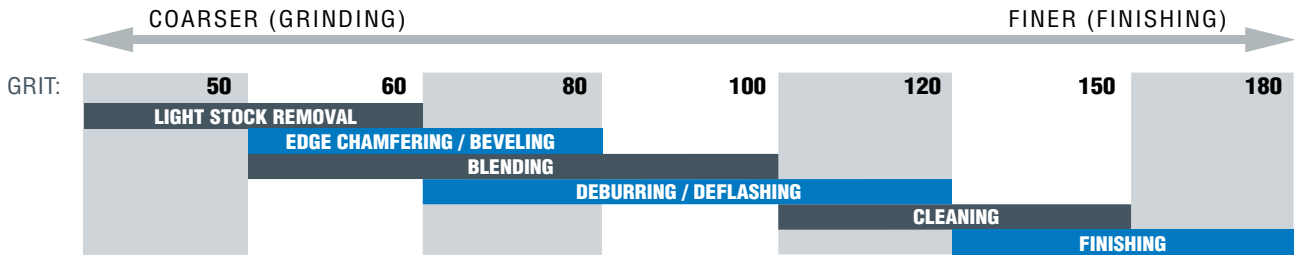 COARSER (GRINDING) FINER (FINISHING)
GRIT: 50 60 80 100 120 150 180
LIGHT STOCK REMOVAL
EDGE CHAMFERING / BEVELING
BLENDING
DEBURRING / DEFLASHING
CLEANING
FINISHING